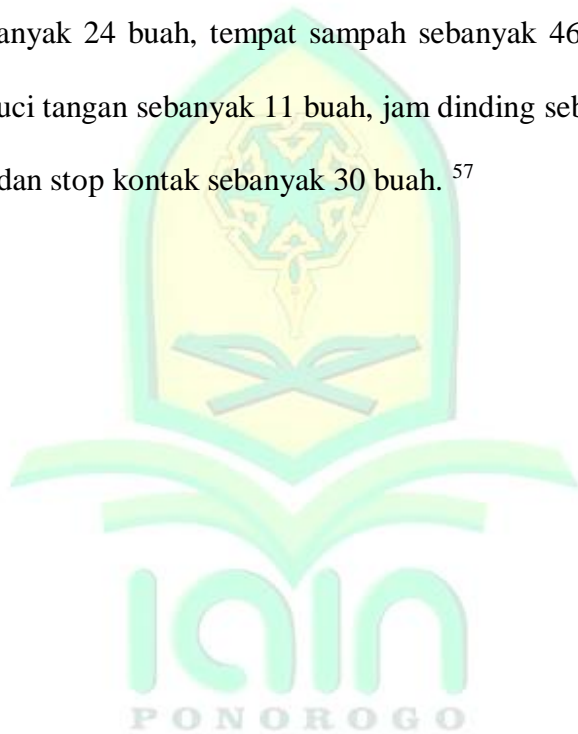 anyak 24 buah, tempat sampah sebanyak 46
uci tangan sebanyak 11 buah, jam dinding seb
dan stop kontak sebanyak 30 buah. 57
iain
PONOROGO